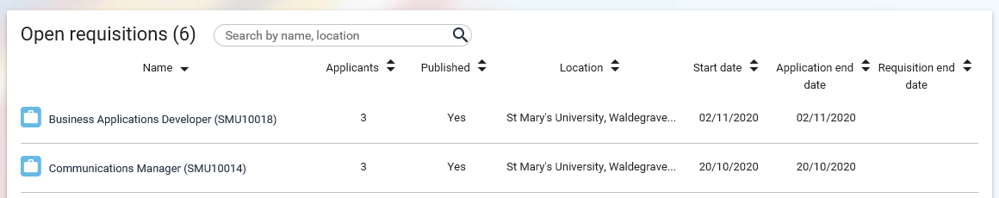 Open requisitions (6)
Search by name, location
Name Applicants Published Location Start date Application end date Requisition end date
Business Applications Developer (SMU10018) 3 Yes St Mary's University, Waldegrave... 02/11/2020 02/11/2020
Communications Manager (SMU10014) 3 Yes St Mary's University, Waldegrave... 20/10/2020 20/10/2020